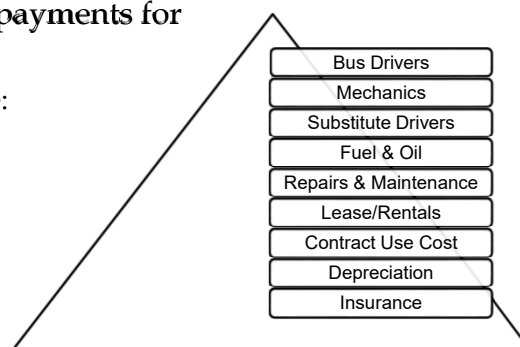 payments for
:
Bus Drivers
Mechanics
Substitute Drivers
Fuel & Oil
Repairs & Maintenance
Lease/Rentals
Contract Use Cost
Depreciation
Insurance